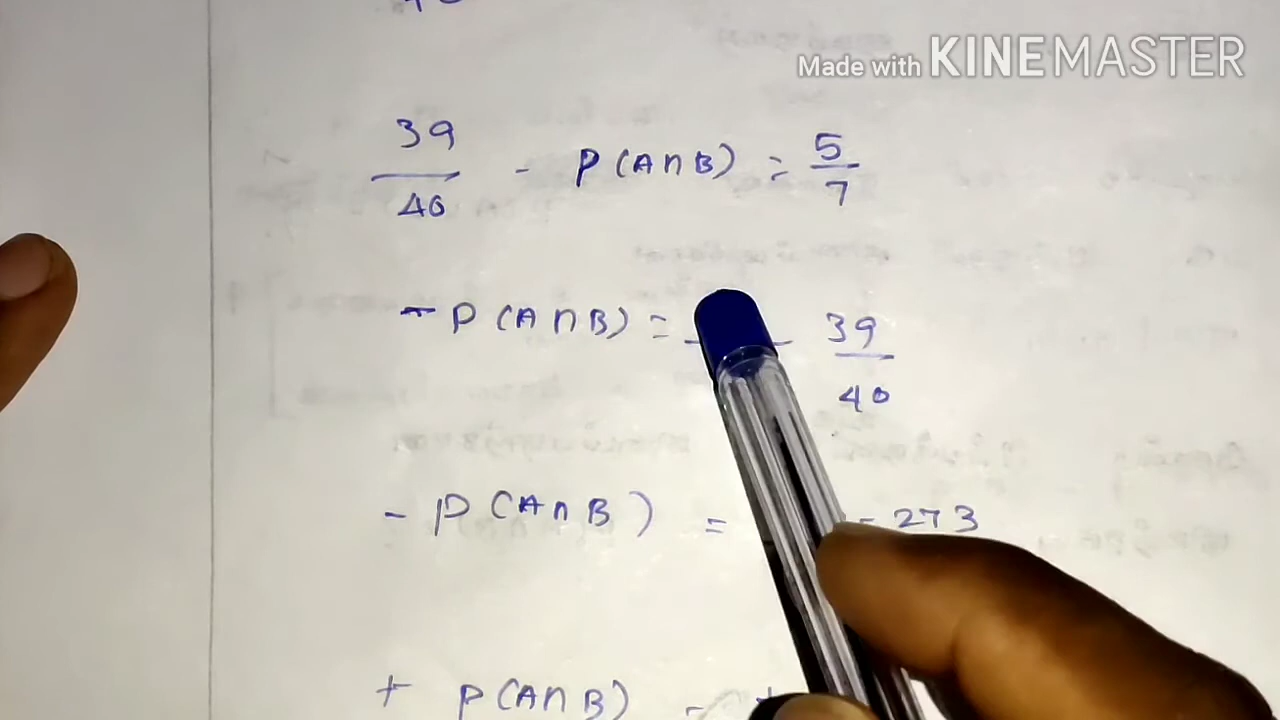 Made with KINEMASTER
39/40 - P(A∩B) = 5/7
- P(A∩B) = - 39/40
- P(A∩B) = - 273
+ P(A∩B)